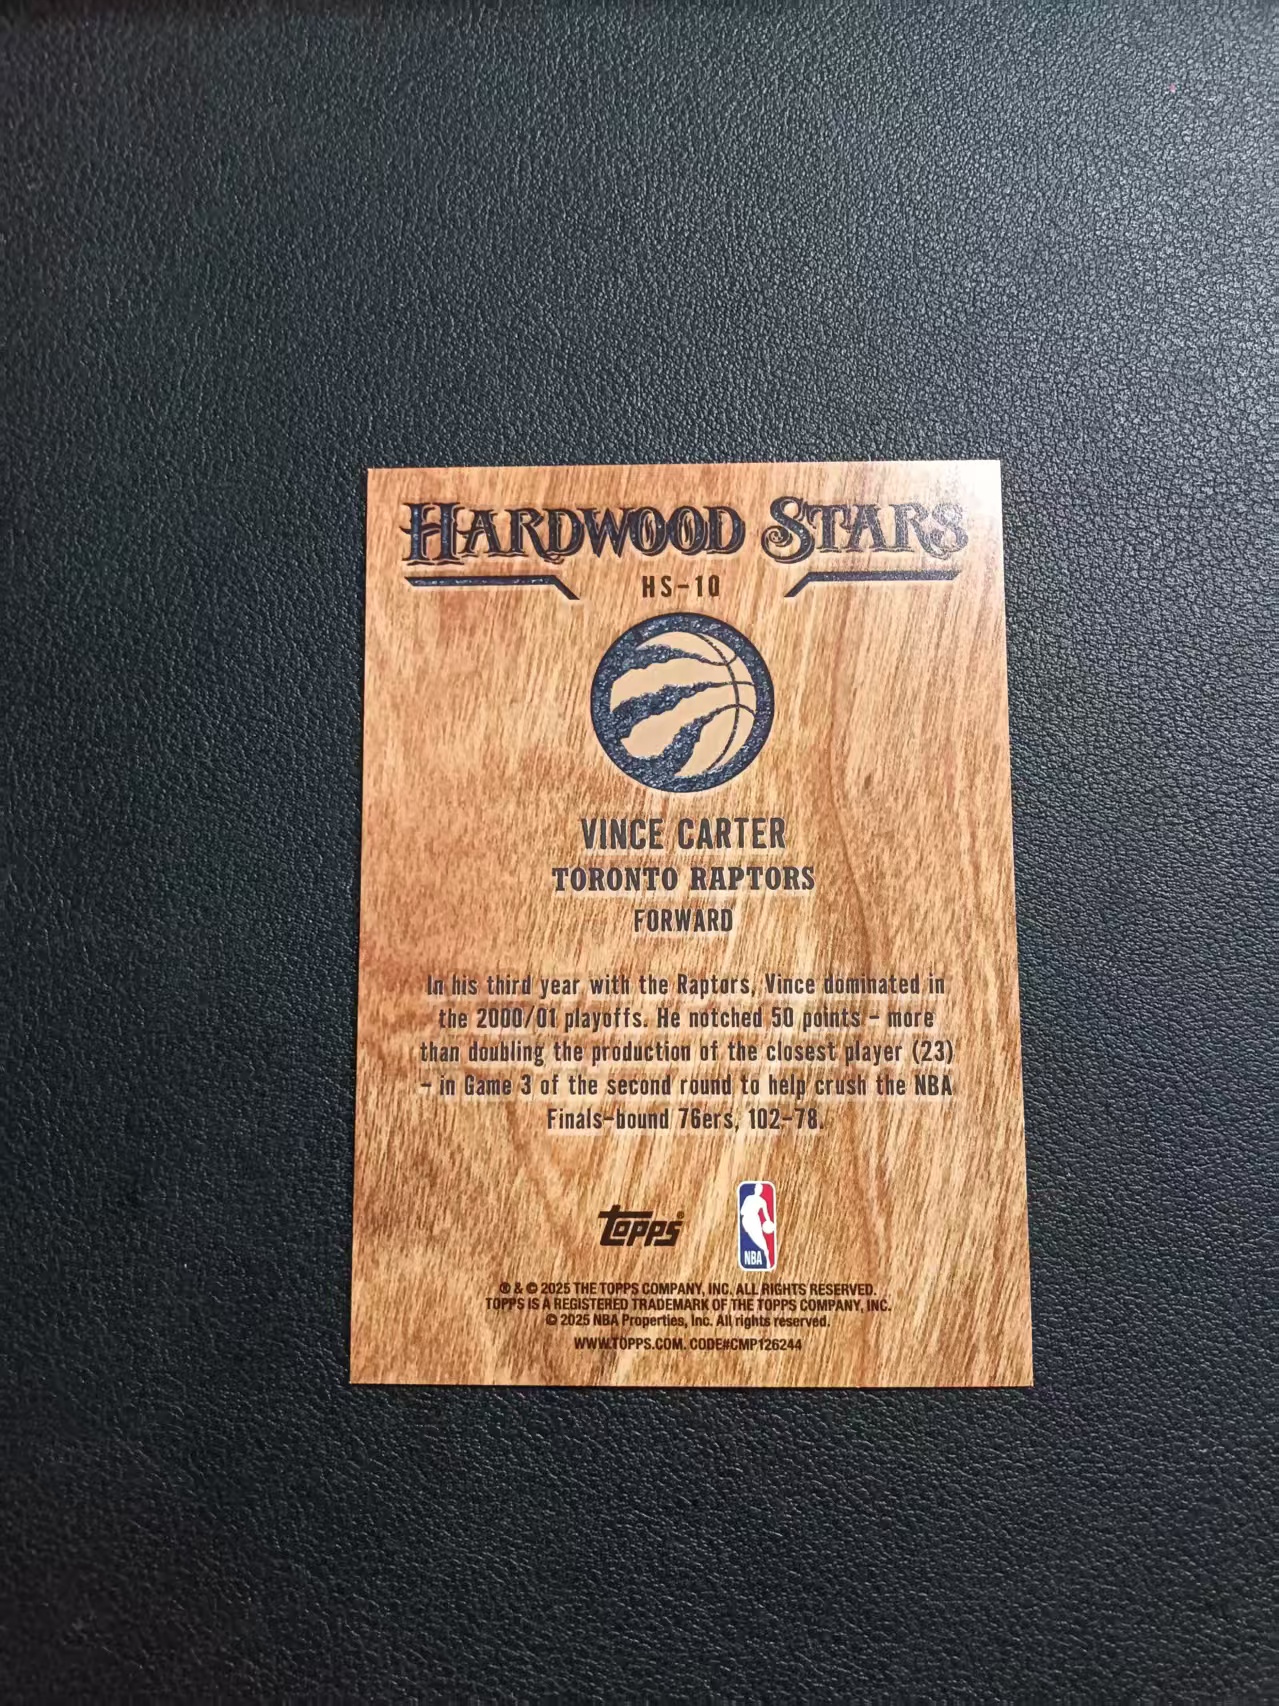 HARDWOOD STARS
HS-10
VINCE CARTER
TORONTO RAPTORS
FORWARD
In his third year with the Raptors, Vince dominated in
the 2000/01 playoffs. He notched 50 points – more
than doubling the production of the closest player (23)
– in Game 3 of the second round to help crush the NBA
Finals-bound 76ers, 102-78.
Topps®
NBA
® & © 2025 THE TOPPS COMPANY, INC. ALL RIGHTS RESERVED.
TOPPS IS A REGISTERED TRADEMARK OF THE TOPPS COMPANY, INC.
© 2025 NBA Properties, Inc. All rights reserved.
WWW.TOPPS.COM. CODE#CMP126244